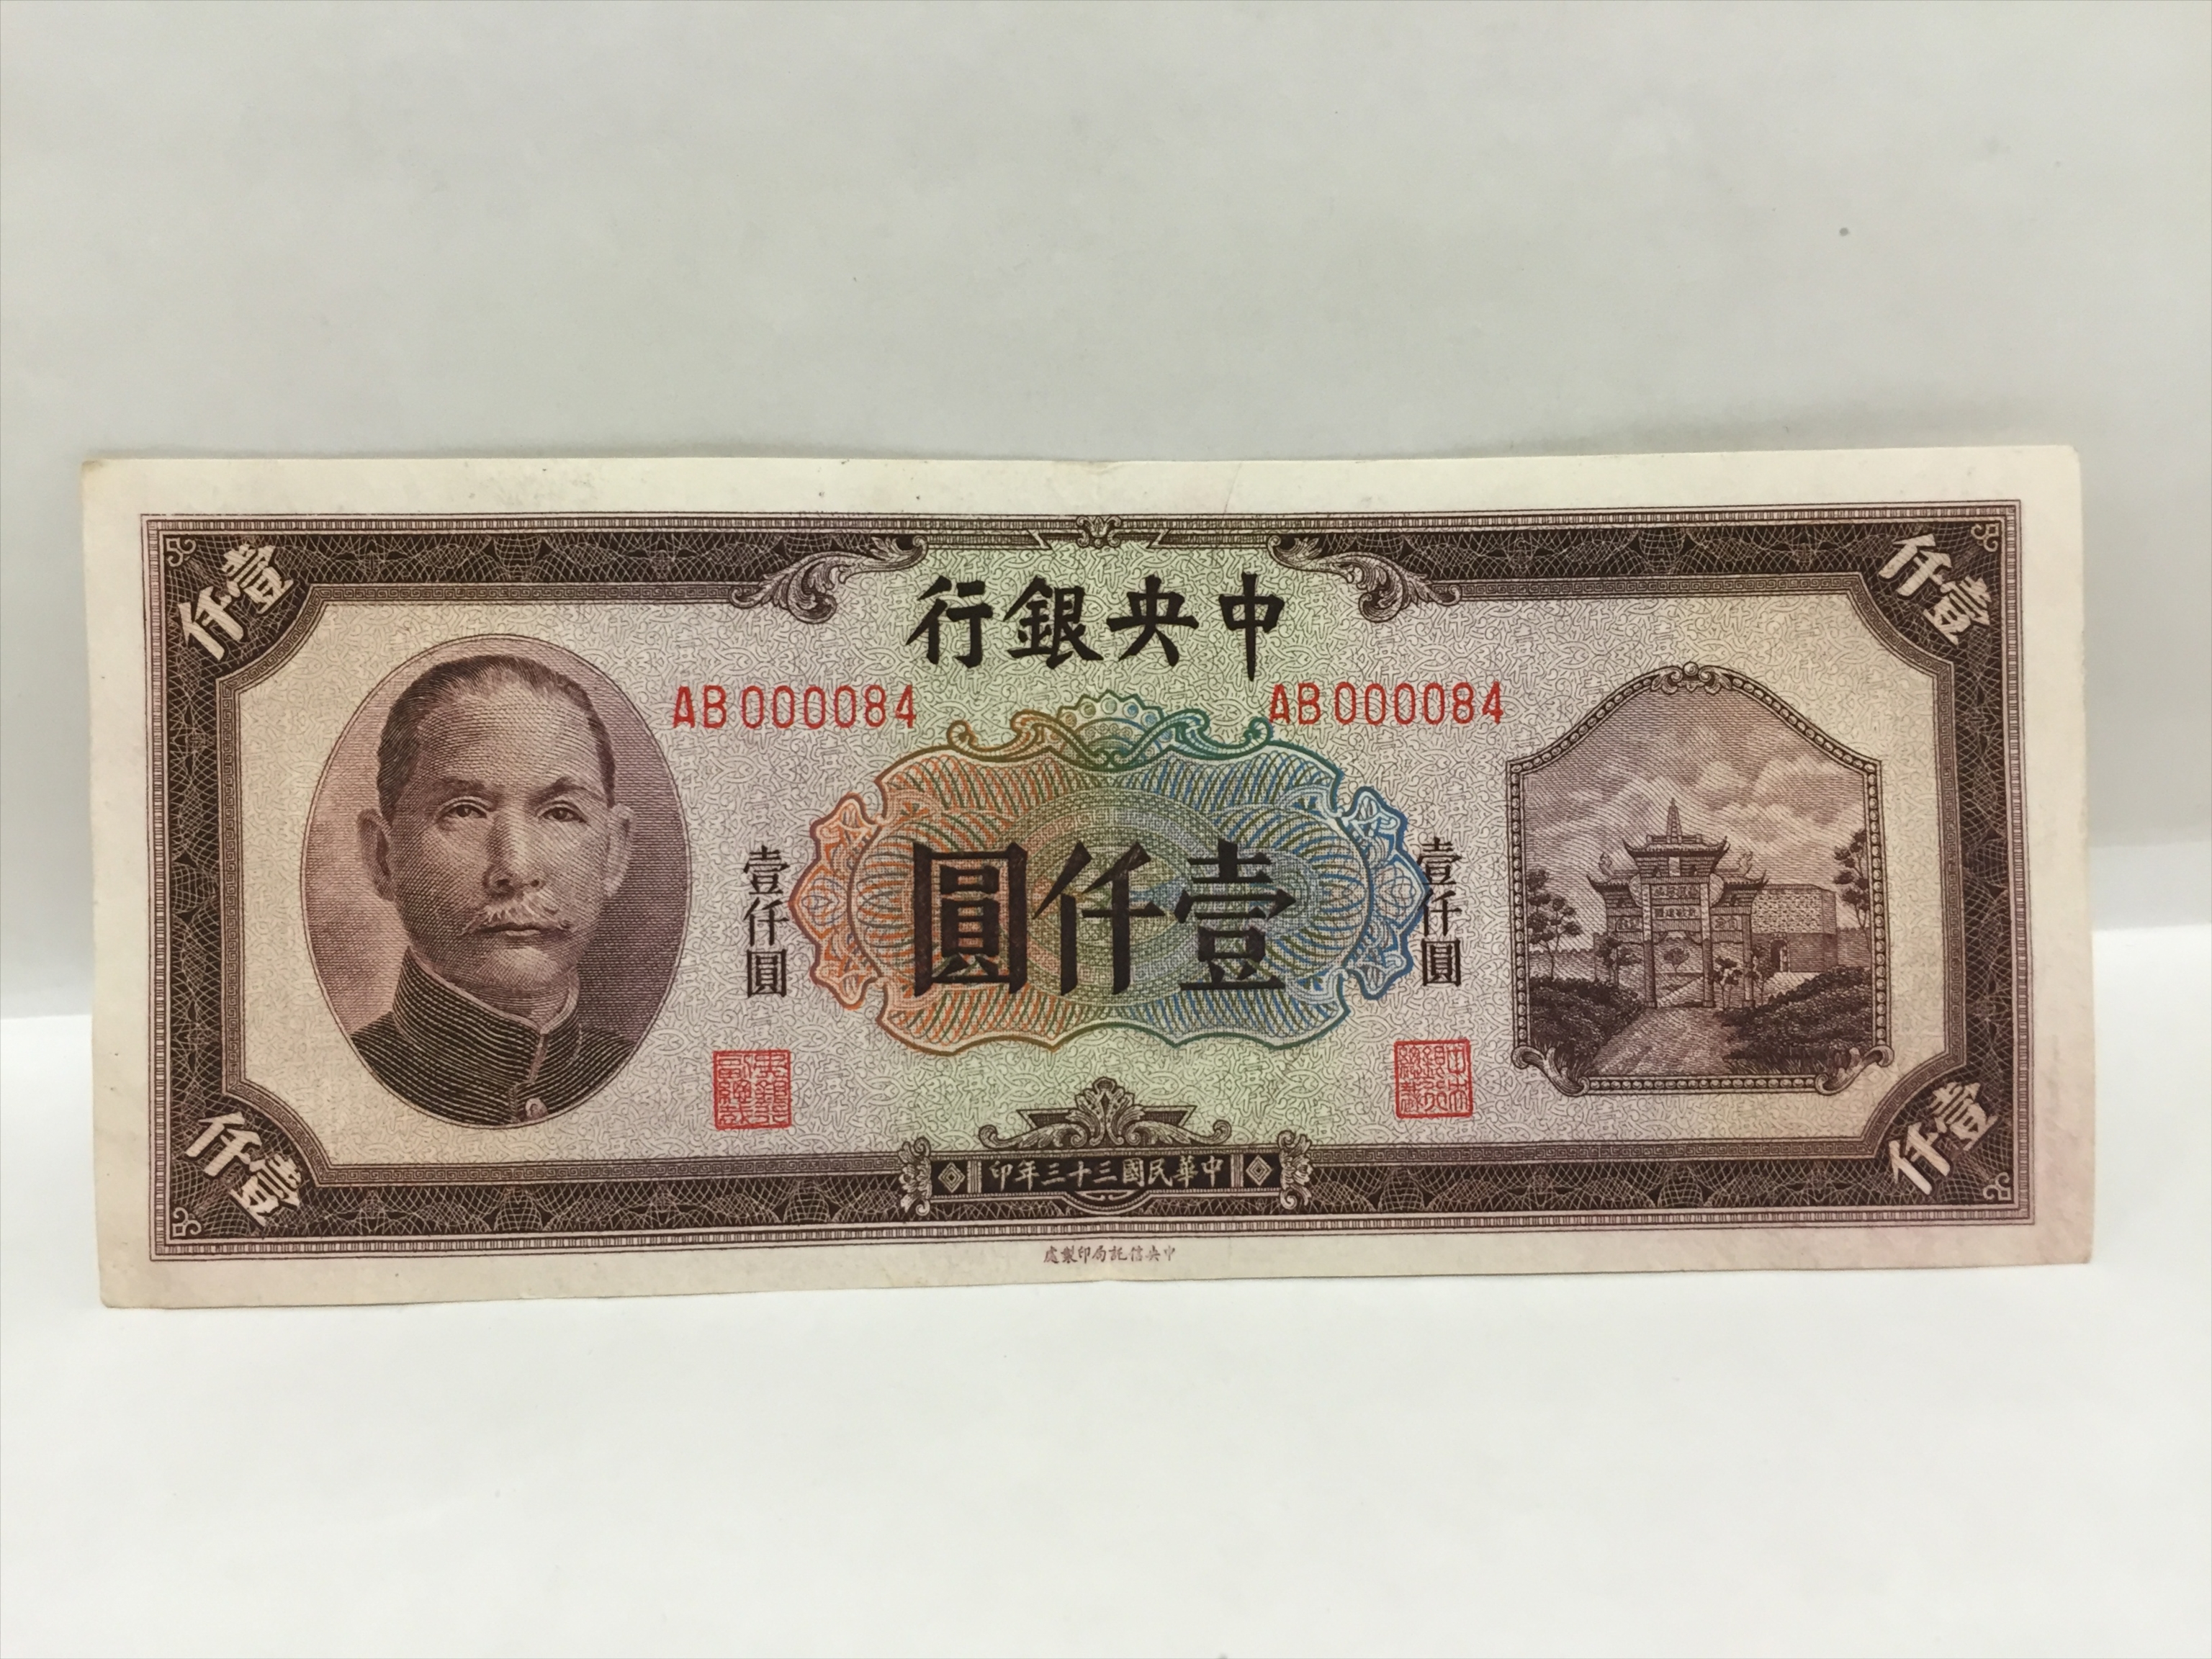 壹仟
壹仟
中央銀行
AB000084
AB000084
壹仟圓
壹仟圓
壹仟圓
中華民國三十三年印
壹仟
壹仟
中央信託局印製處